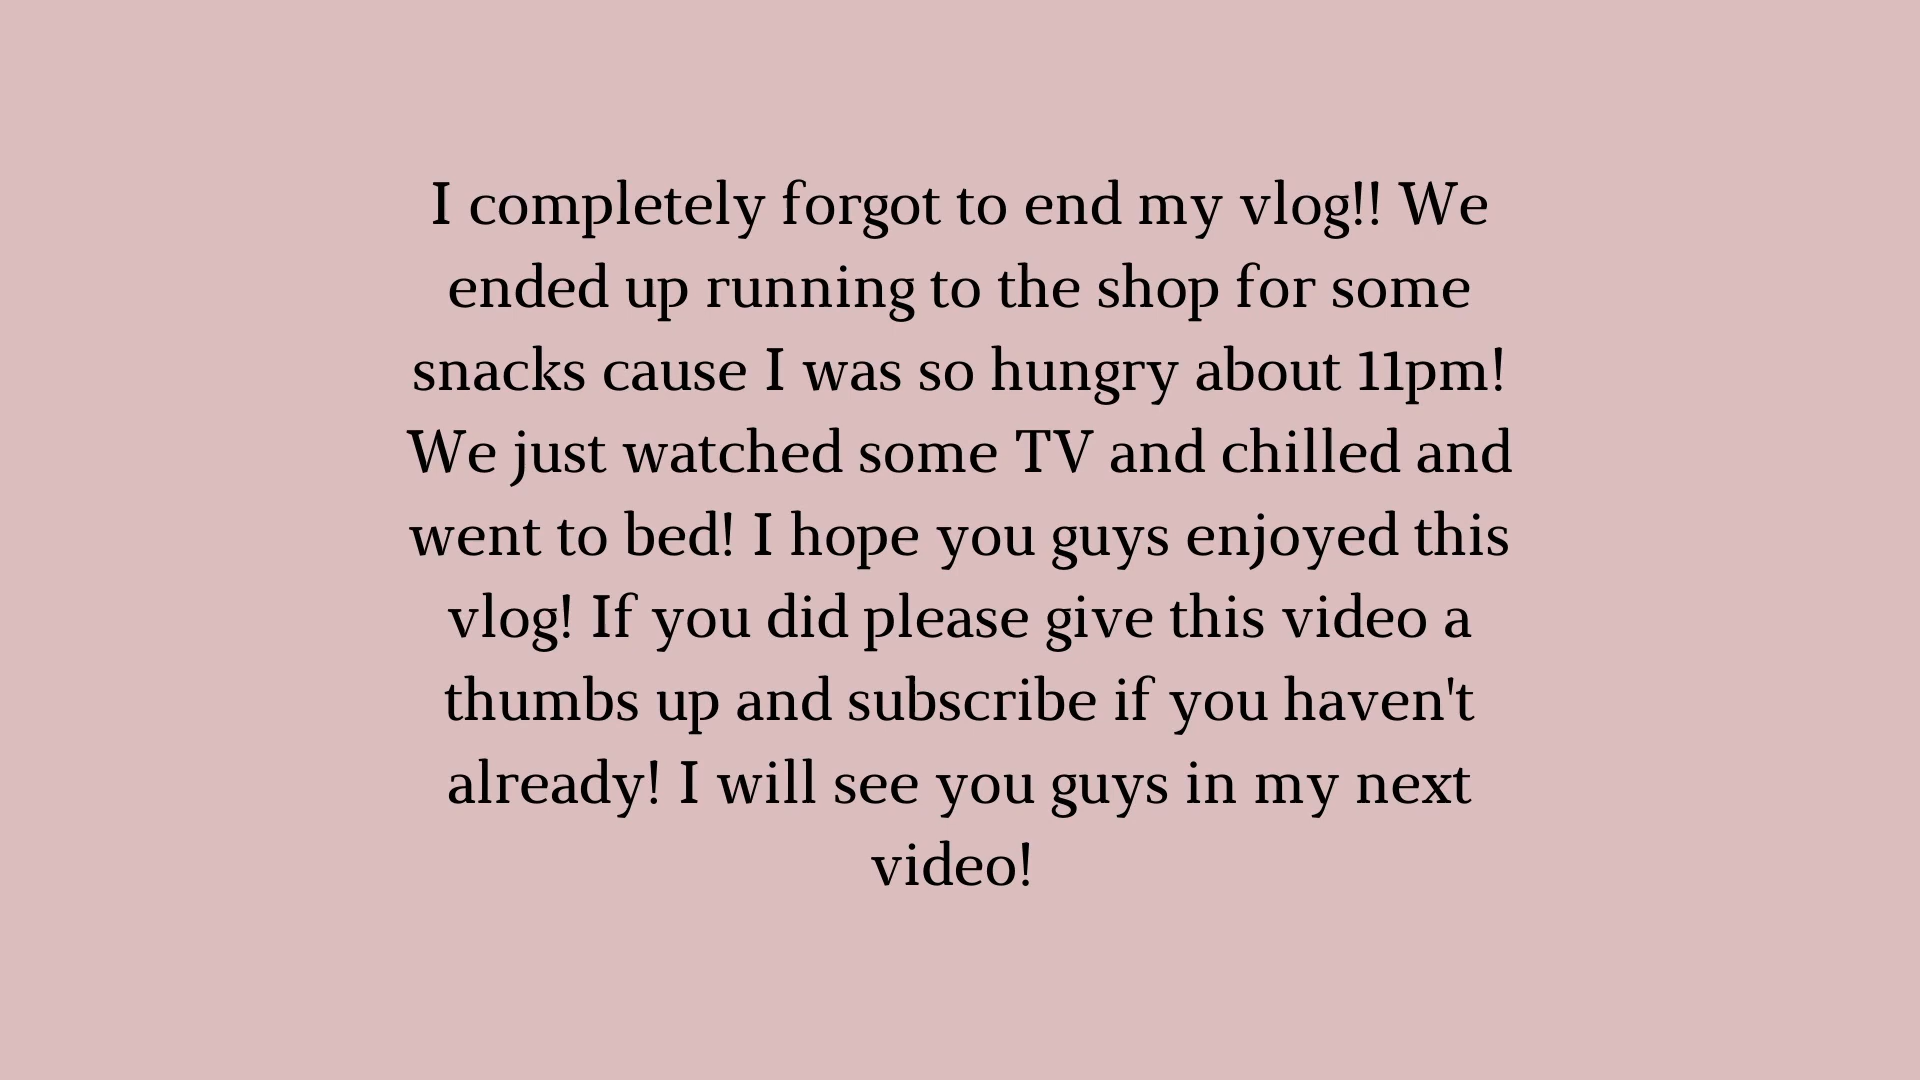 I completely forgot to end my vlog!! We
ended up running to the shop for some
snacks cause I was so hungry about 11pm!
We just watched some TV and chilled and
went to bed! I hope you guys enjoyed this
vlog! If you did please give this video a
thumbs up and subscribe if you haven't
already! I will see you guys in my next
video!